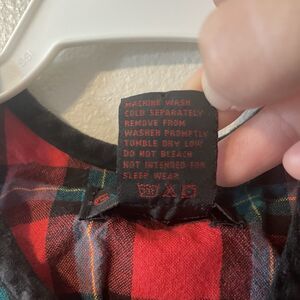 MACHINE WASH
COLD SEPARATELY
REMOVE FROM
WASHER PROMPTLY
TUMBLE DRY LOW
DO NOT BLEACH
NOT INTENDED FOR
SLEEP WEAR